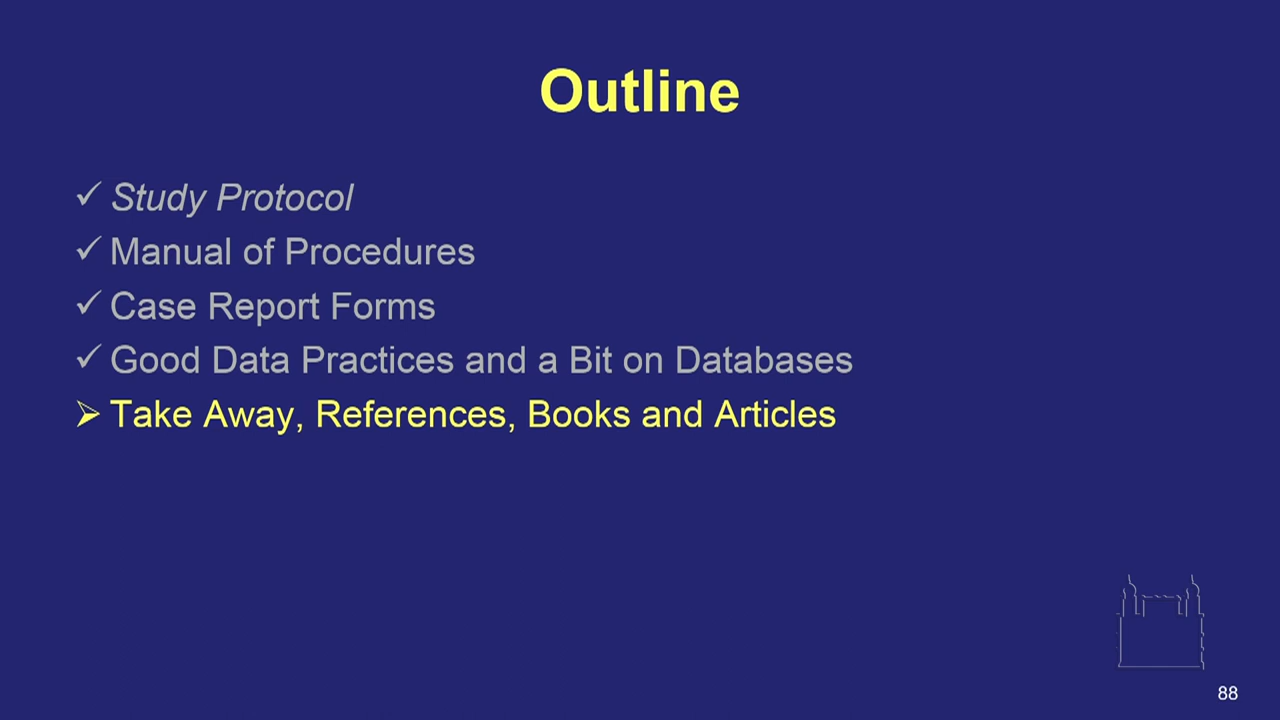 Outline
✓ Study Protocol
✓ Manual of Procedures
✓ Case Report Forms
✓ Good Data Practices and a Bit on Databases
➢ Take Away, References, Books and Articles
88